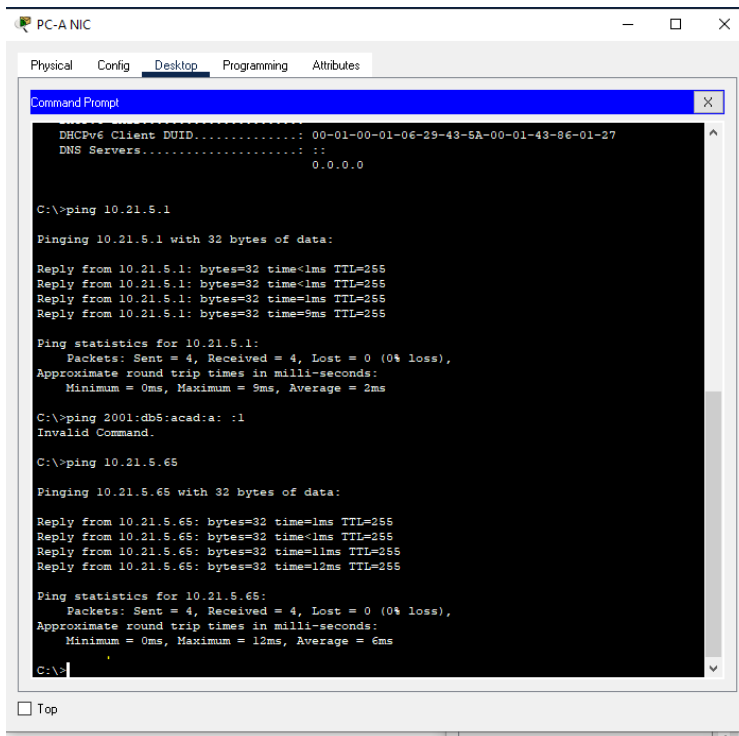 PC-A NIC
Physical Config Desktop Programming Attributes
Command Prompt X
DHCPv6 Client DUID..............: 00-01-00-01-06-29-43-5A-00-01-43-86-01-27
DNS Servers.....................: ::
0.0.0.0
C:\>ping 10.21.5.1
Pinging 10.21.5.1 with 32 bytes of data:
Reply from 10.21.5.1: bytes=32 time<1ms TTL=255
Reply from 10.21.5.1: bytes=32 time<1ms TTL=255
Reply from 10.21.5.1: bytes=32 time=1ms TTL=255
Reply from 10.21.5.1: bytes=32 time=9ms TTL=255
Ping statistics for 10.21.5.1:
Packets: Sent = 4, Received = 4, Lost = 0 (0% loss),
Approximate round trip times in milli-seconds:
Minimum = 0ms, Maximum = 9ms, Average = 2ms
C:\>ping 2001:db5:acad:a: :1
Invalid Command.
C:\>ping 10.21.5.65
Pinging 10.21.5.65 with 32 bytes of data:
Reply from 10.21.5.65: bytes=32 time=1ms TTL=255
Reply from 10.21.5.65: bytes=32 time<1ms TTL=255
Reply from 10.21.5.65: bytes=32 time=11ms TTL=255
Reply from 10.21.5.65: bytes=32 time=12ms TTL=255
Ping statistics for 10.21.5.65:
Packets: Sent = 4, Received = 4, Lost = 0 (0% loss),
Approximate round trip times in milli-seconds:
Minimum = 0ms, Maximum = 12ms, Average = 6ms
C:\>
Top